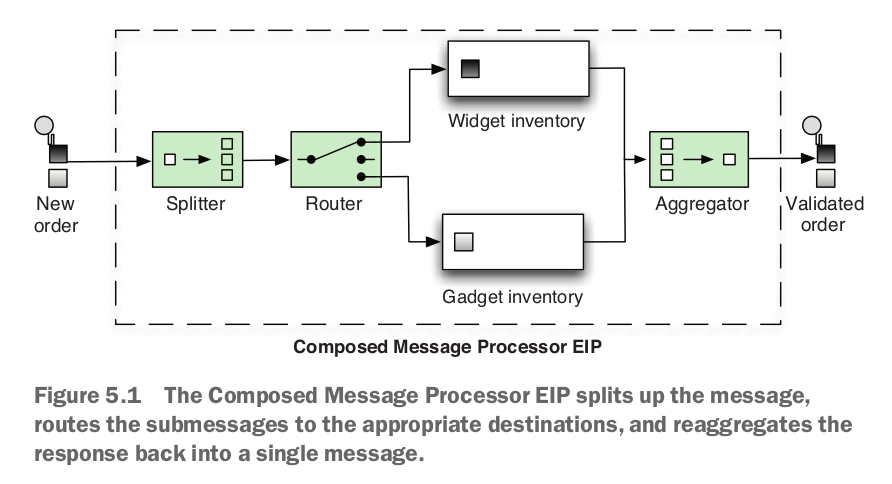 Widget inventory
New
order
Splitter
Router
Aggregator
Validated
order
Gadget inventory
Composed Message Processor EIP
Figure 5.1 The Composed Message Processor EIP splits up the message,
routes the submessages to the appropriate destinations, and reaggregates the
response back into a single message.